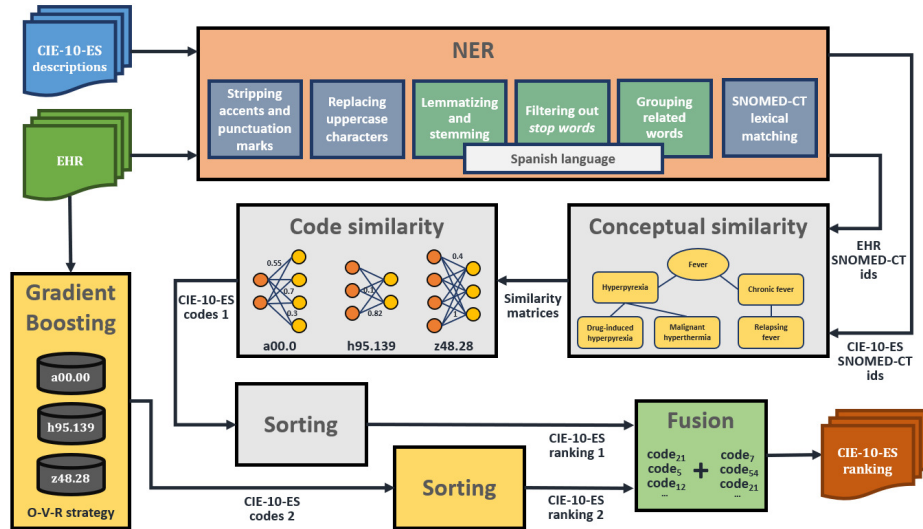 CIE-10-ES
descriptions
EHR
NER
Stripping
accents and
punctuation
marks
Replacing
uppercase
characters
Lemmatizing
and
stemming
Filtering out
stop words
Grouping
related
words
SNOMED-CT
lexical
matching
Spanish language
Code similarity
0.55
0.7
0.3
a00.0
0.1
0.82
h95.139
0.4
1
z48.28
Similarity
matrices
Conceptual similarity
Fever
Hyperpyrexia
Chronic fever
Drug-induced
hyperpyrexia
Malignant
hyperthermia
Relapsing
fever
EHR
SNOMED-CT
ids
CIE-10-ES
SNOMED-CT
ids
CIE-10-ES
codes 1
Gradient
Boosting
a00.00
h95.139
z48.28
O-V-R strategy
Sorting
CIE-10-ES
ranking 1
CIE-10-ES
codes 2
Sorting
CIE-10-ES
ranking 2
Fusion
code21 code7
code5 + code54
code12 code21
... ...
CIE-10-ES
ranking